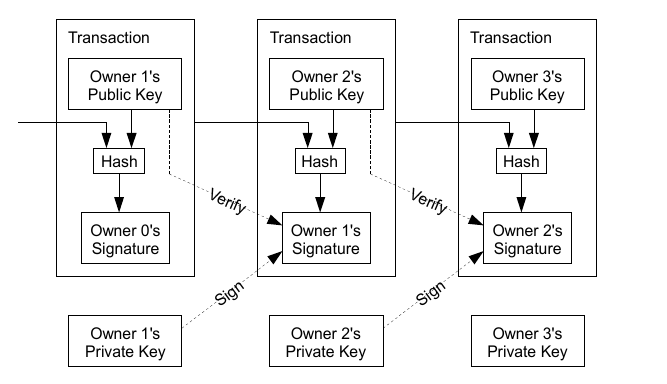 Transaction
Owner 1's
Public Key
Hash
Owner 0's
Signature
Transaction
Owner 2's
Public Key
Hash
Verify
Owner 1's
Signature
Sign
Transaction
Owner 3's
Public Key
Hash
Verify
Owner 2's
Signature
Sign
Owner 1's
Private Key
Owner 2's
Private Key
Owner 3's
Private Key